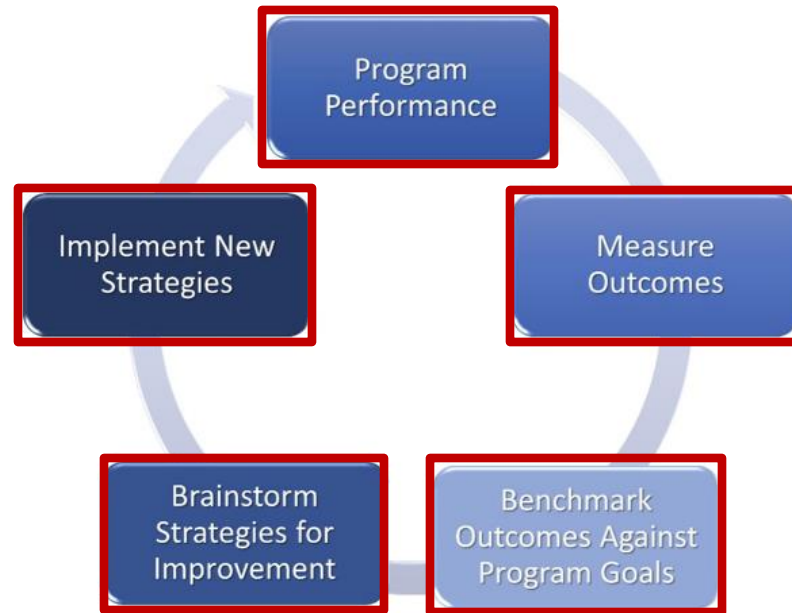 Program
Performance
Measure
Outcomes
Benchmark
Outcomes Against
Program Goals
Brainstorm
Strategies for
Improvement
Implement New
Strategies